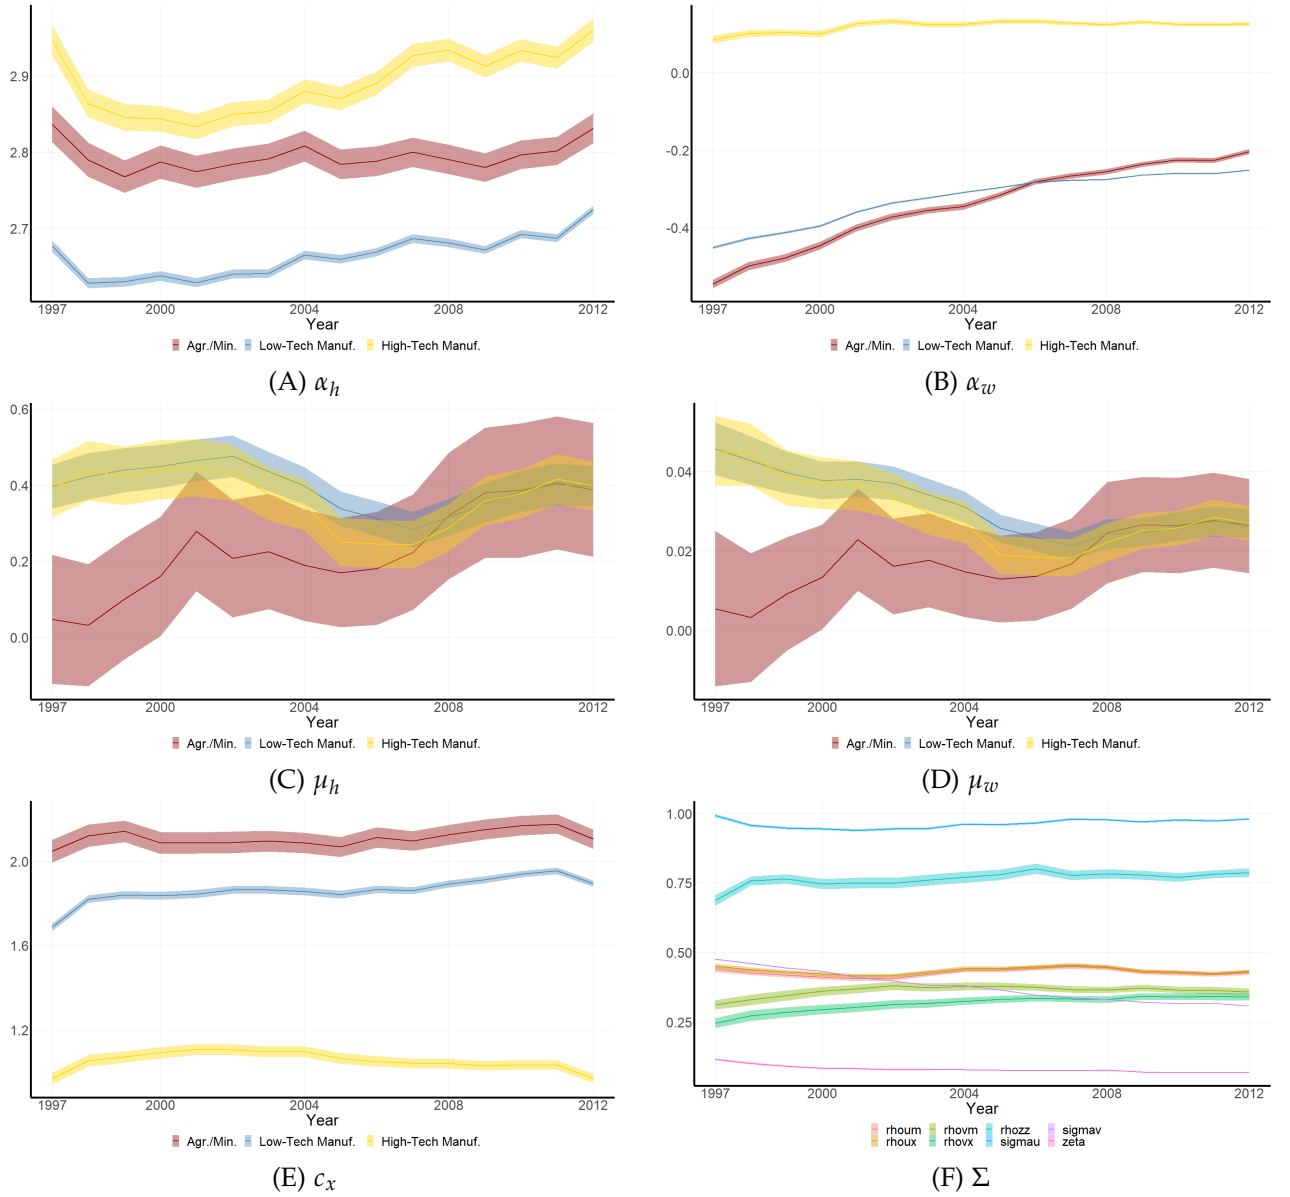 2.9
2.8
2.7
1997 2000 2004 2008 2012
Year
Agr./Min. Low-Tech Manuf. High-Tech Manuf.
(A) αh
0.0
-0.2
-0.4
1997 2000 2004 2008 2012
Year
Agr./Min. Low-Tech Manuf. High-Tech Manuf.
(B) αw
0.6
0.4
0.2
0.0
1997 2000 2004 2008 2012
Year
Agr./Min. Low-Tech Manuf. High-Tech Manuf.
(C) μh
0.04
0.02
0.00
1997 2000 2004 2008 2012
Year
Agr./Min. Low-Tech Manuf. High-Tech Manuf.
(D) μw
2.0
1.6
1.2
1997 2000 2004 2008 2012
Year
Agr./Min. Low-Tech Manuf. High-Tech Manuf.
(E) cx
1.00
0.75
0.50
0.25
1997 2000 2004 2008 2012
Year
rhoum rhovm rhozz sigmav
rhoux rhovx sigmau zeta
(F) Σ